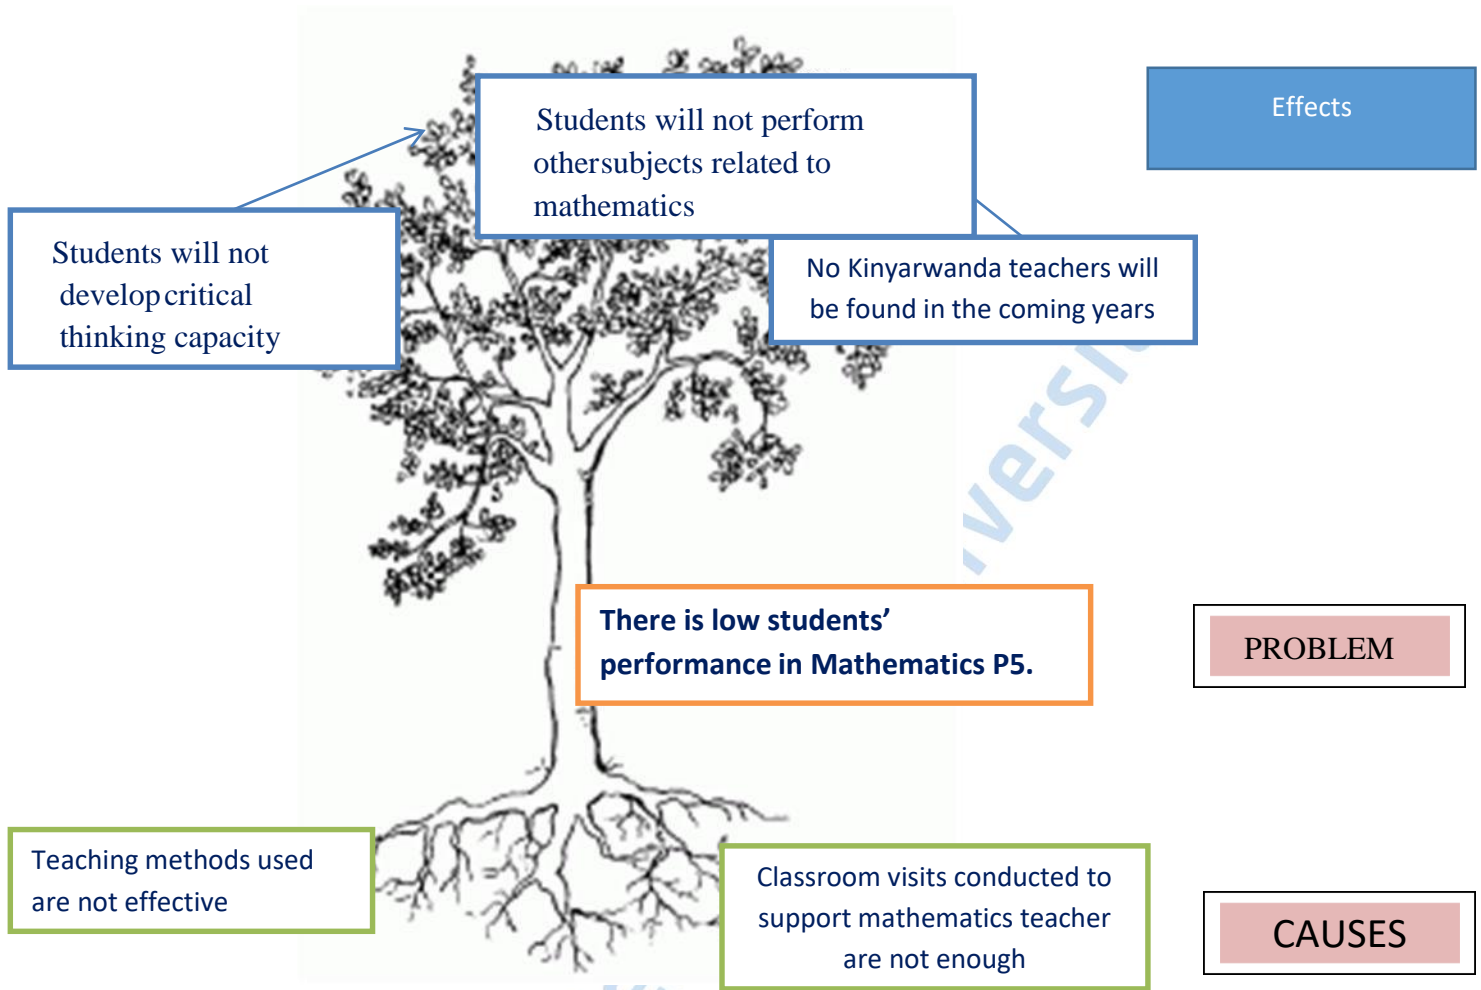 Effects
Students will not perform
othersubjects related to
mathematics
Students will not
develop critical
thinking capacity
No Kinyarwanda teachers will
be found in the coming years
There is low students’
performance in Mathematics P5.
PROBLEM
Teaching methods used
are not effective
Classroom visits conducted to
support mathematics teacher
are not enough
CAUSES